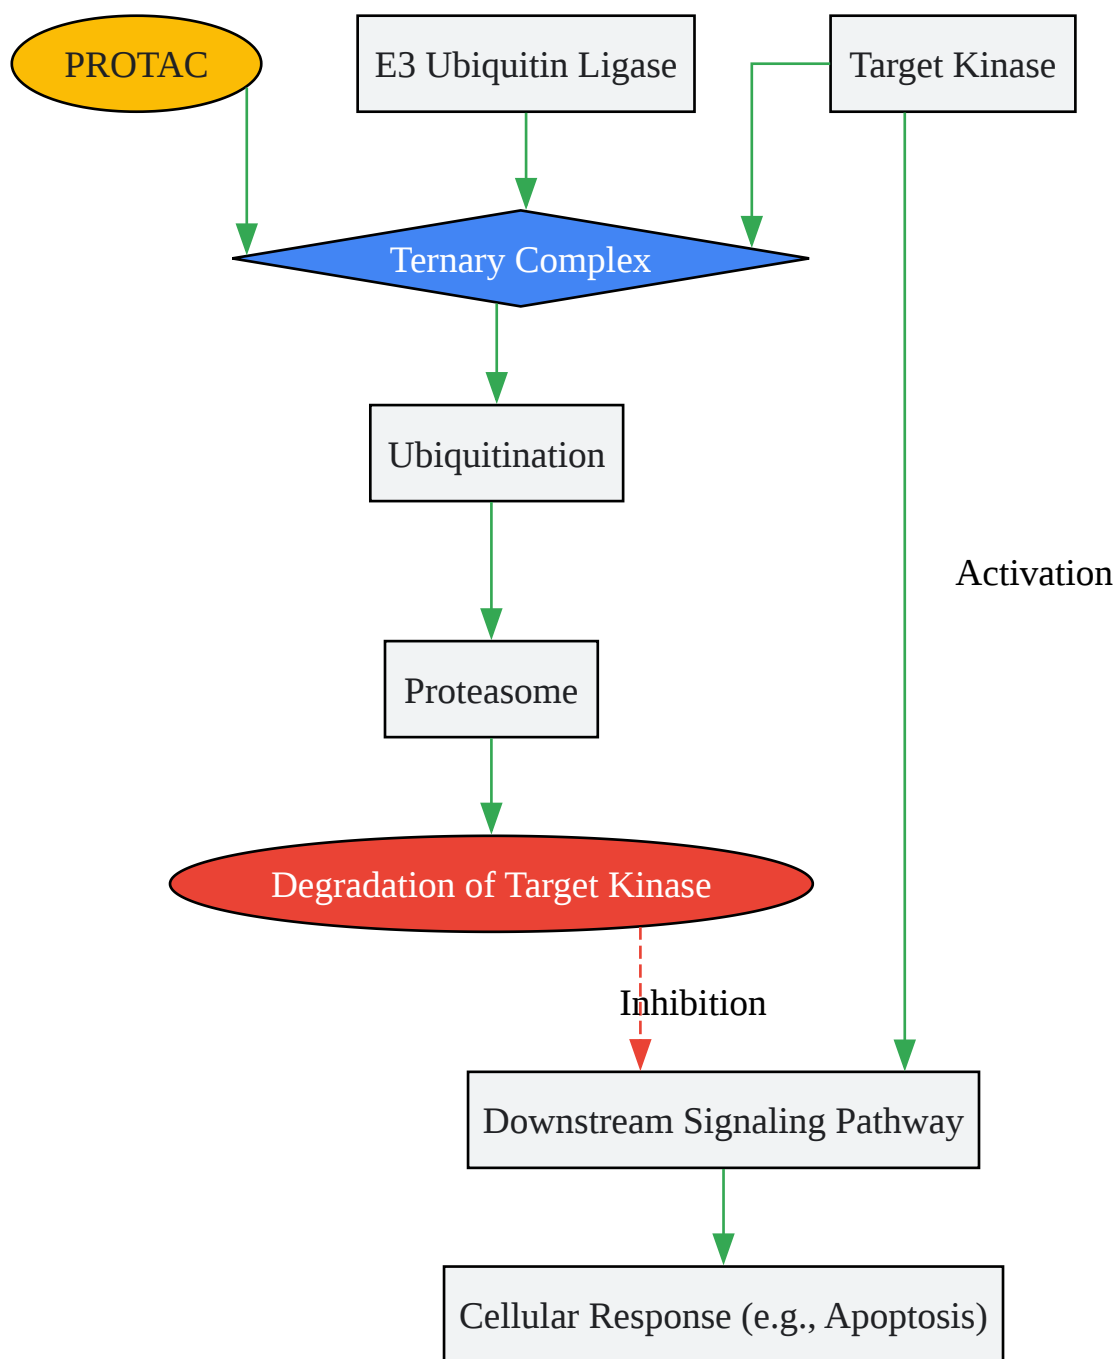 PROTAC
E3 Ubiquitin Ligase
Target Kinase
Ternary Complex
Ubiquitination
Activation
Proteasome
Degradation of Target Kinase
Inhibition
Downstream Signaling Pathway
Cellular Response (e.g., Apoptosis)